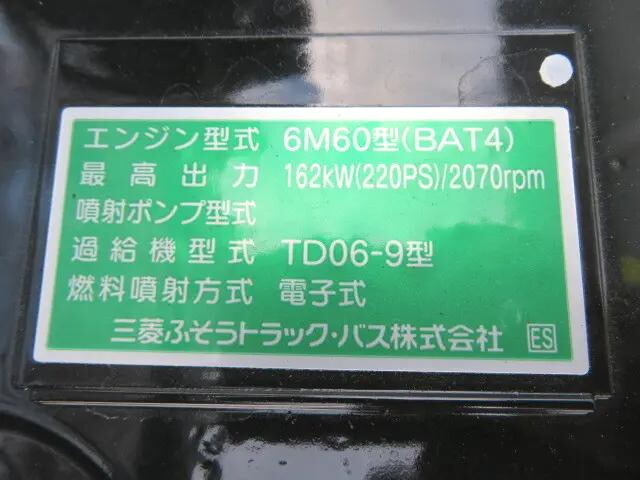 エンジン型式 6M60型(BAT4)
最高出力 162kW(220PS)/2070rpm
噴射ポンプ型式
過給機型式 TD06-9型
燃料噴射方式 電子式
三菱ふそうトラック・バス株式会社 ES